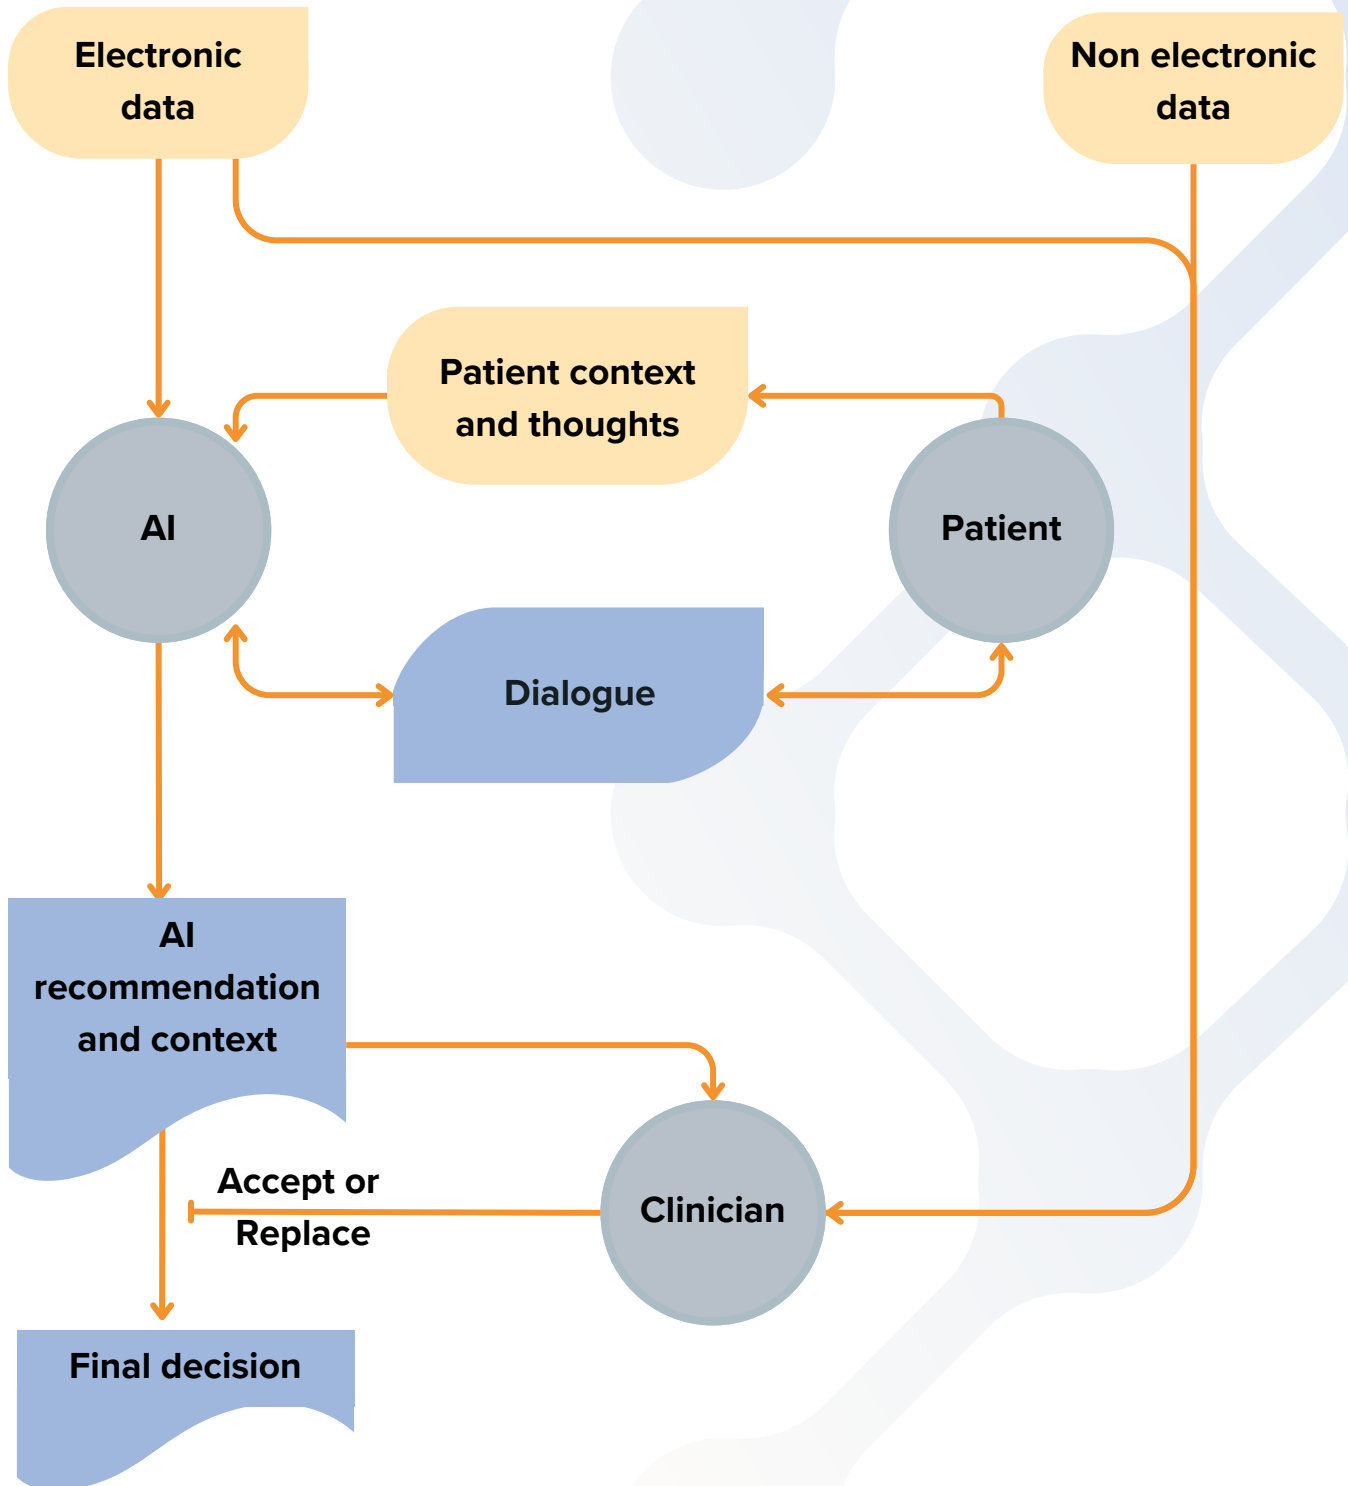 Electronic
data
Non electronic
data
Patient context
and thoughts
AI
Patient
Dialogue
AI
recommendation
and context
Accept or
Replace
Clinician
Final decision